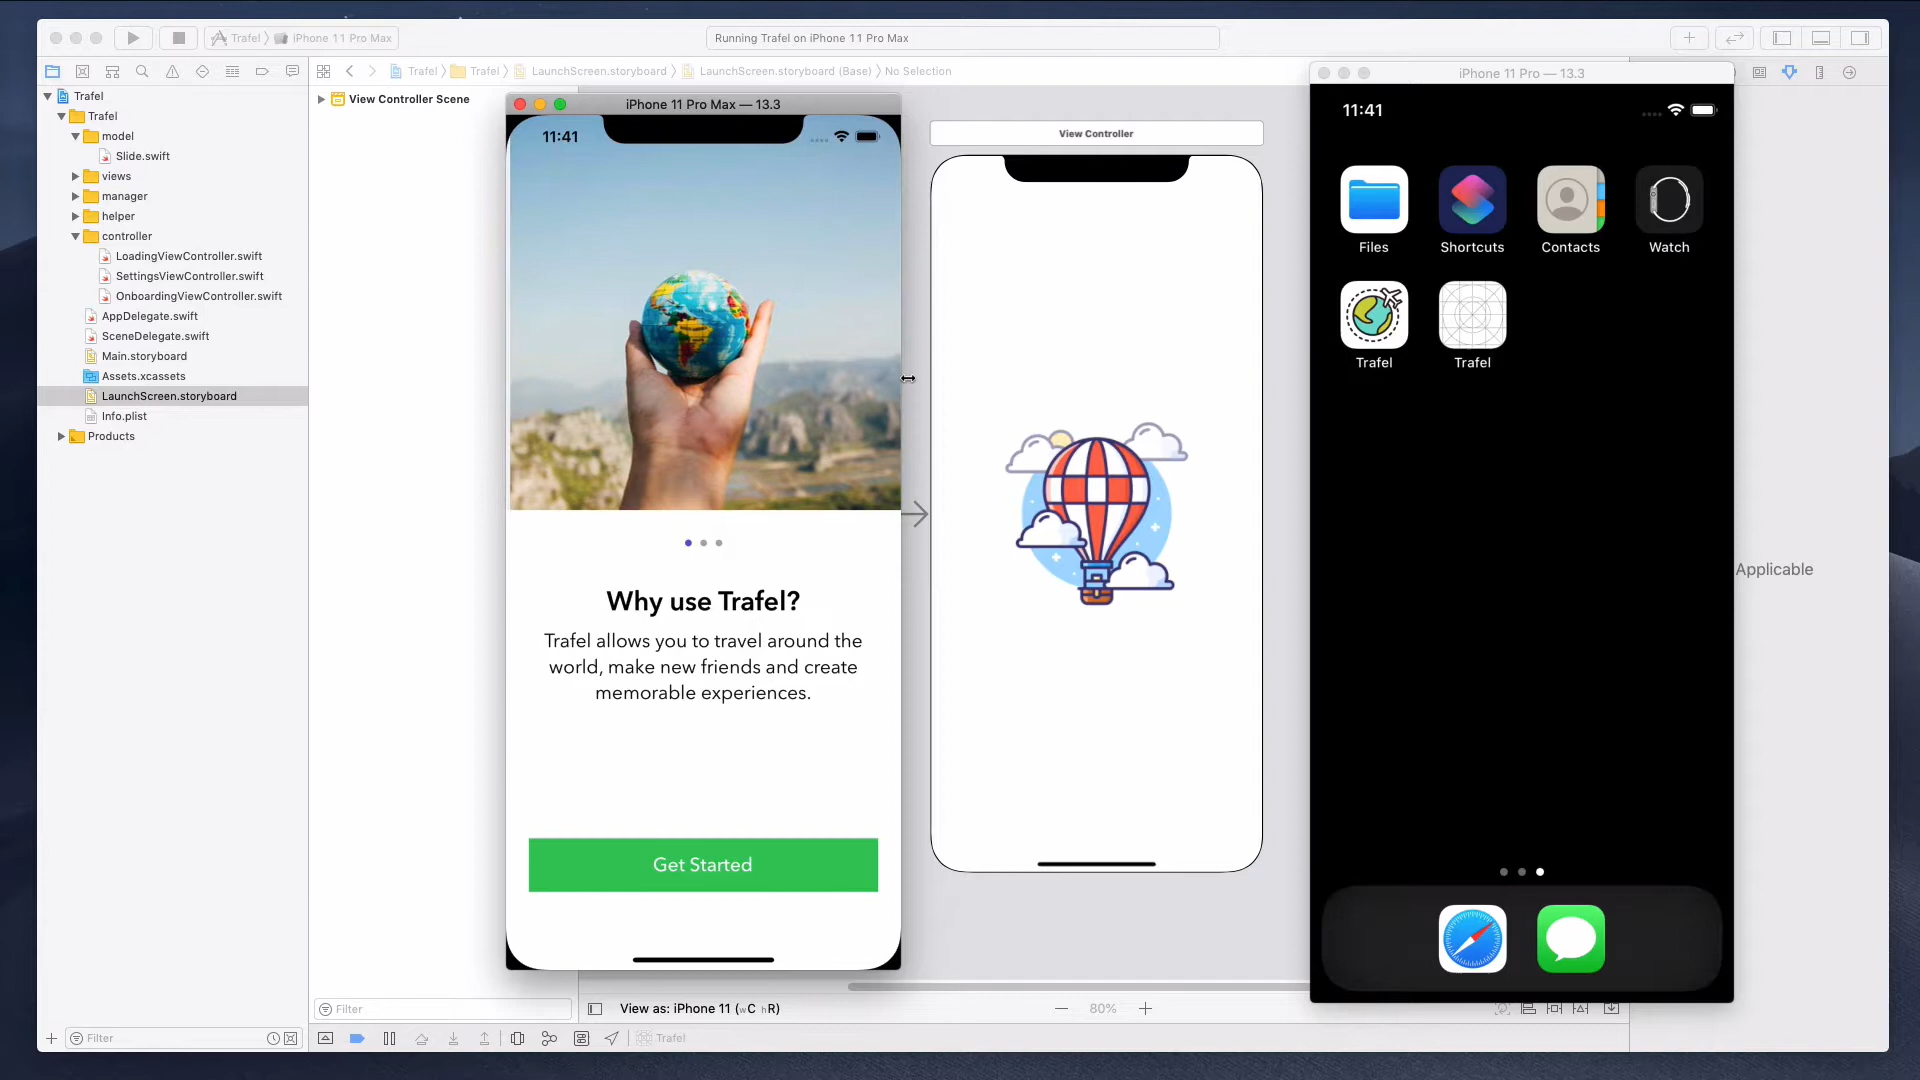 Trafel
iPhone 11 Pro Max
Running Trafel on iPhone 11 Pro Max
Trafel
Trafel
LaunchScreen.storyboard
LaunchScreen.storyboard (Base)
No Selection
Trafel
Trafel
model
Slide.swift
views
manager
helper
controller
LoadingViewController.swift
SettingsViewController.swift
OnboardingViewController.swift
AppDelegate.swift
SceneDelegate.swift
Main.storyboard
Assets.xcassets
LaunchScreen.storyboard
Info.plist
Products
Filter
View Controller Scene
Filter
iPhone 11 Pro Max — 13.3
11:41
Why use Trafel?
Trafel allows you to travel around the
world, make new friends and create
memorable experiences.
Get Started
View Controller
View as: iPhone 11 (wC hR)
80%
Trafel
iPhone 11 Pro — 13.3
11:41
Files
Shortcuts
Contacts
Watch
Trafel
Trafel
Applicable